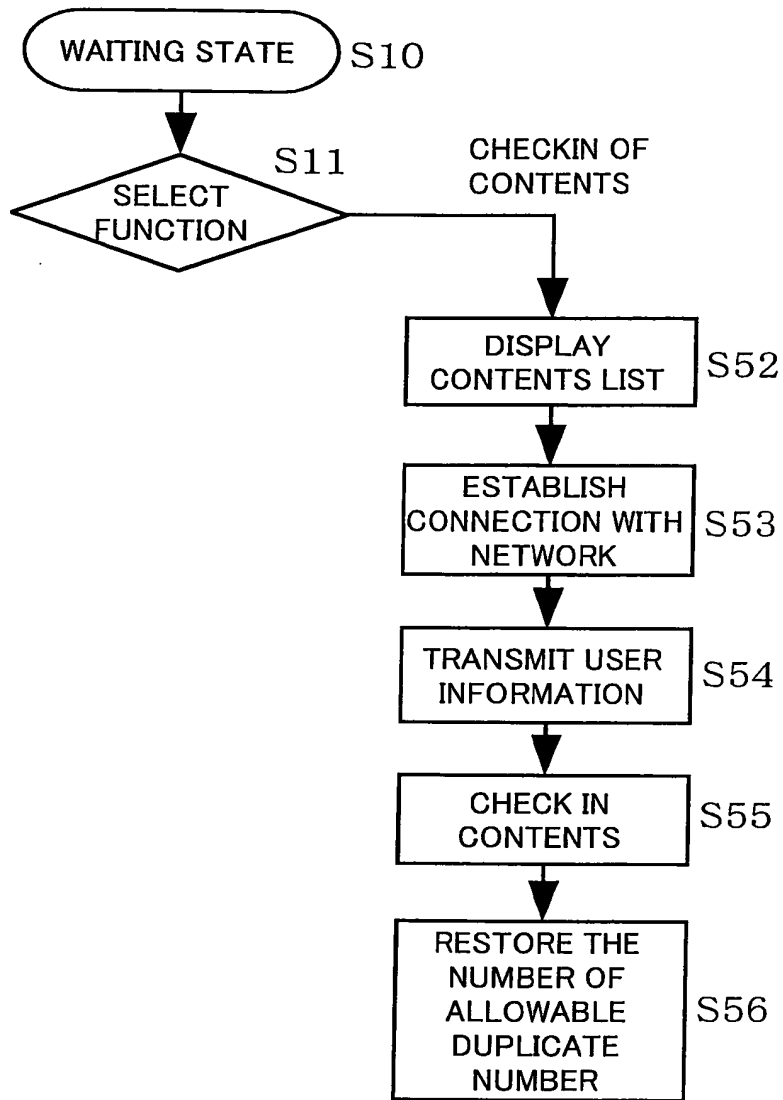 WAITING STATE
S10
S11
SELECT
FUNCTION
CHECKIN OF
CONTENTS
DISPLAY
CONTENTS LIST
S52
ESTABLISH
CONNECTION WITH
NETWORK
S53
TRANSMIT USER
INFORMATION
S54
CHECK IN
CONTENTS
S55
RESTORE THE
NUMBER OF
ALLOWABLE
DUPLICATE
NUMBER
S56